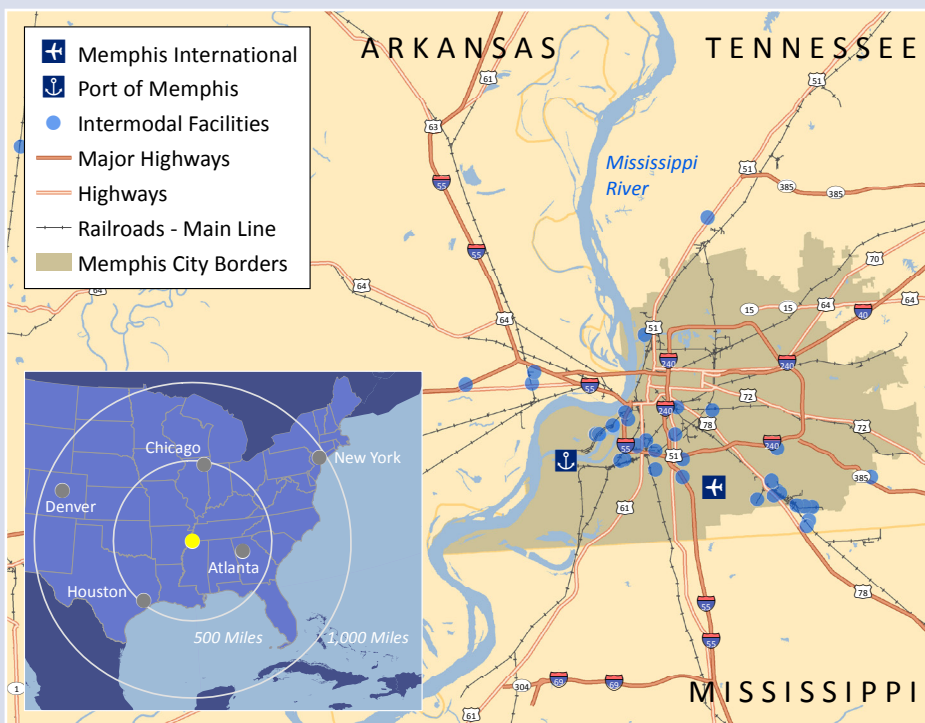 ARKANSAS
TENNESSEE
Memphis International
Port of Memphis
Intermodal Facilities
Major Highways
Highways
Railroads - Main Line
Memphis City Borders
61
51
63
Mississippi
River
51
385
385
55
55
70
64
64
64
64
15
15
64
40
51
240
240
55
72
240
78
72
55
51
240
385
61
Chicago
New York
Denver
Atlanta
Houston
500 Miles
1,000 Miles
78
55
55
1
304
69
69
61
MISSISSIPPI